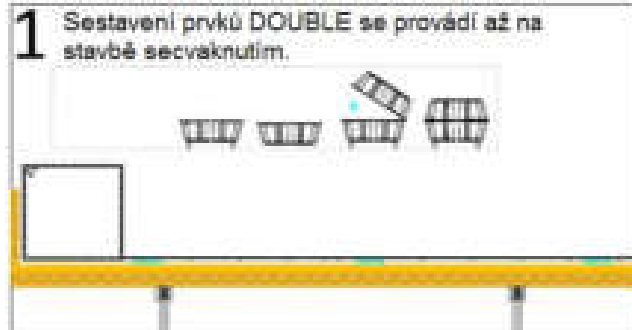 1 Sestavení prvků DOUBLE se provádí až na
stavbě secvaknutím.